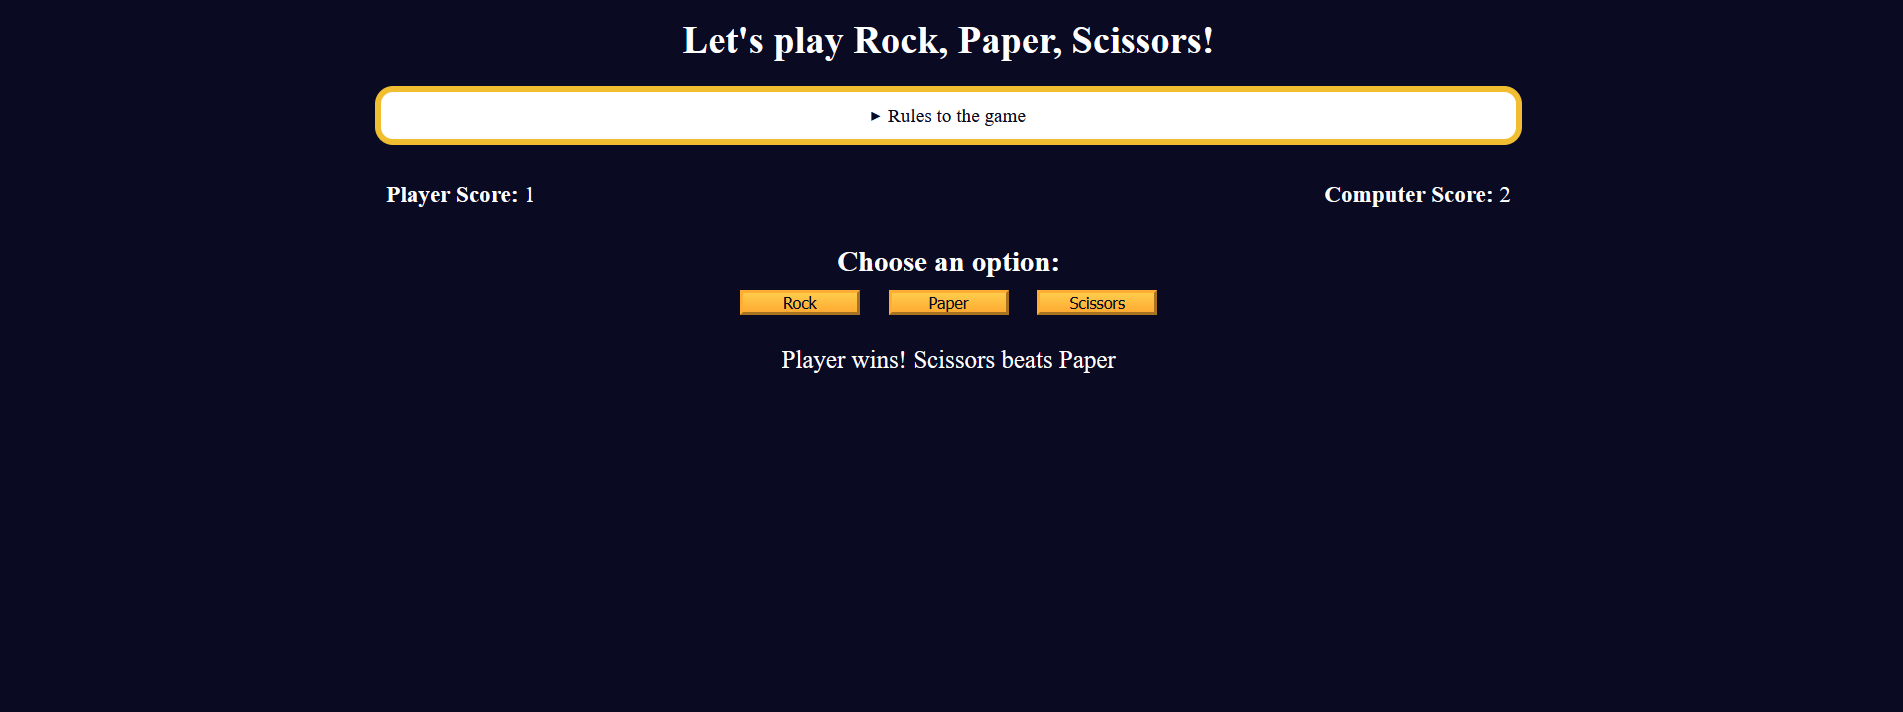 Let's play Rock, Paper, Scissors!
► Rules to the game
Player Score: 1 Computer Score: 2
Choose an option:
Rock Paper Scissors
Player wins! Scissors beats Paper